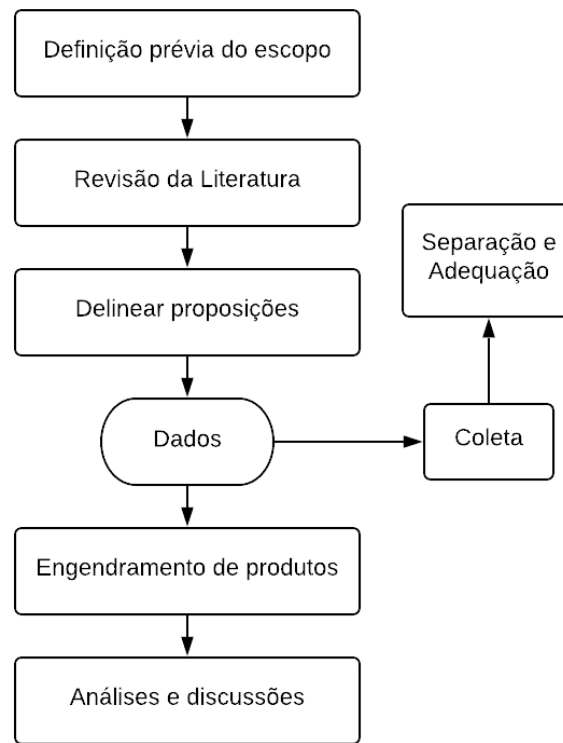 Definição prévia do escopo
Revisão da Literatura
Delinear proposições
Dados
Coleta
Separação e
Adequação
Engendramento de produtos
Análises e discussões